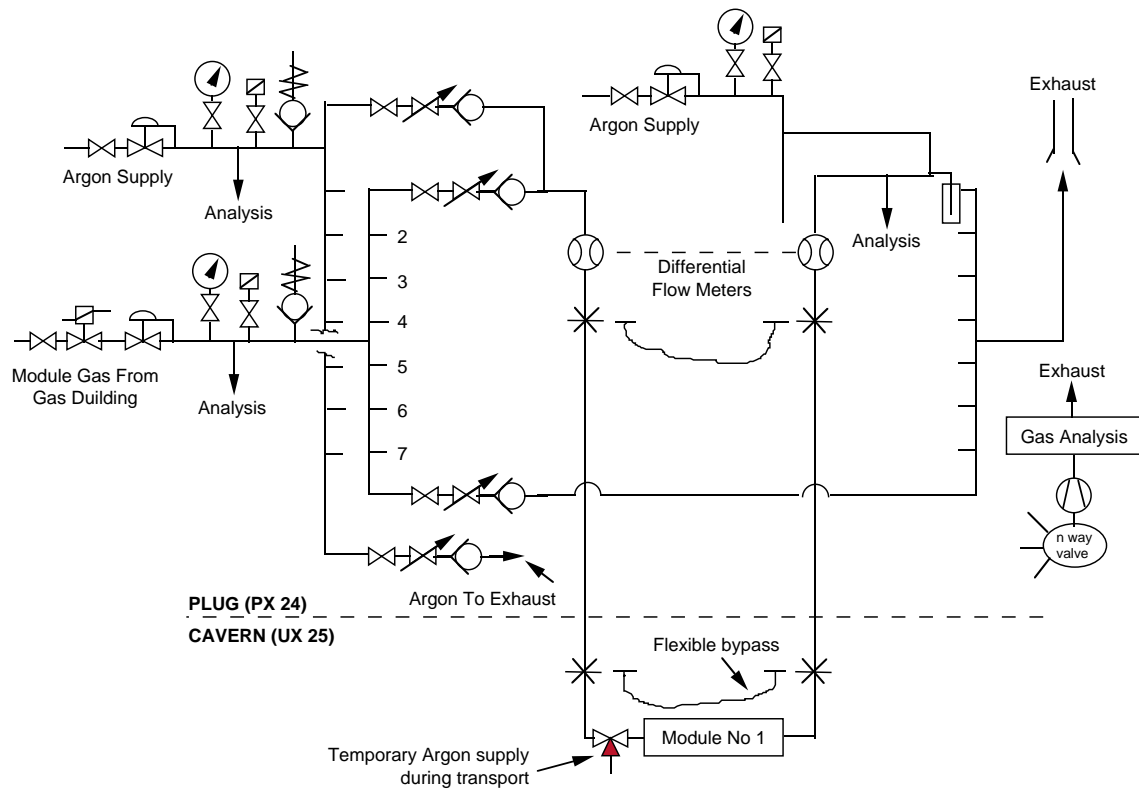 Argon Supply
Analysis
Module Gas From
Gas Duilding
Analysis
2
3
4
5
6
7
Argon To Exhaust
Argon Supply
Differential
Flow Meters
Analysis
Exhaust
Exhaust
Gas Analysis
n way
valve
PLUG (PX 24)
CAVERN (UX 25)
Flexible bypass
Module No 1
Temporary Argon supply
during transport